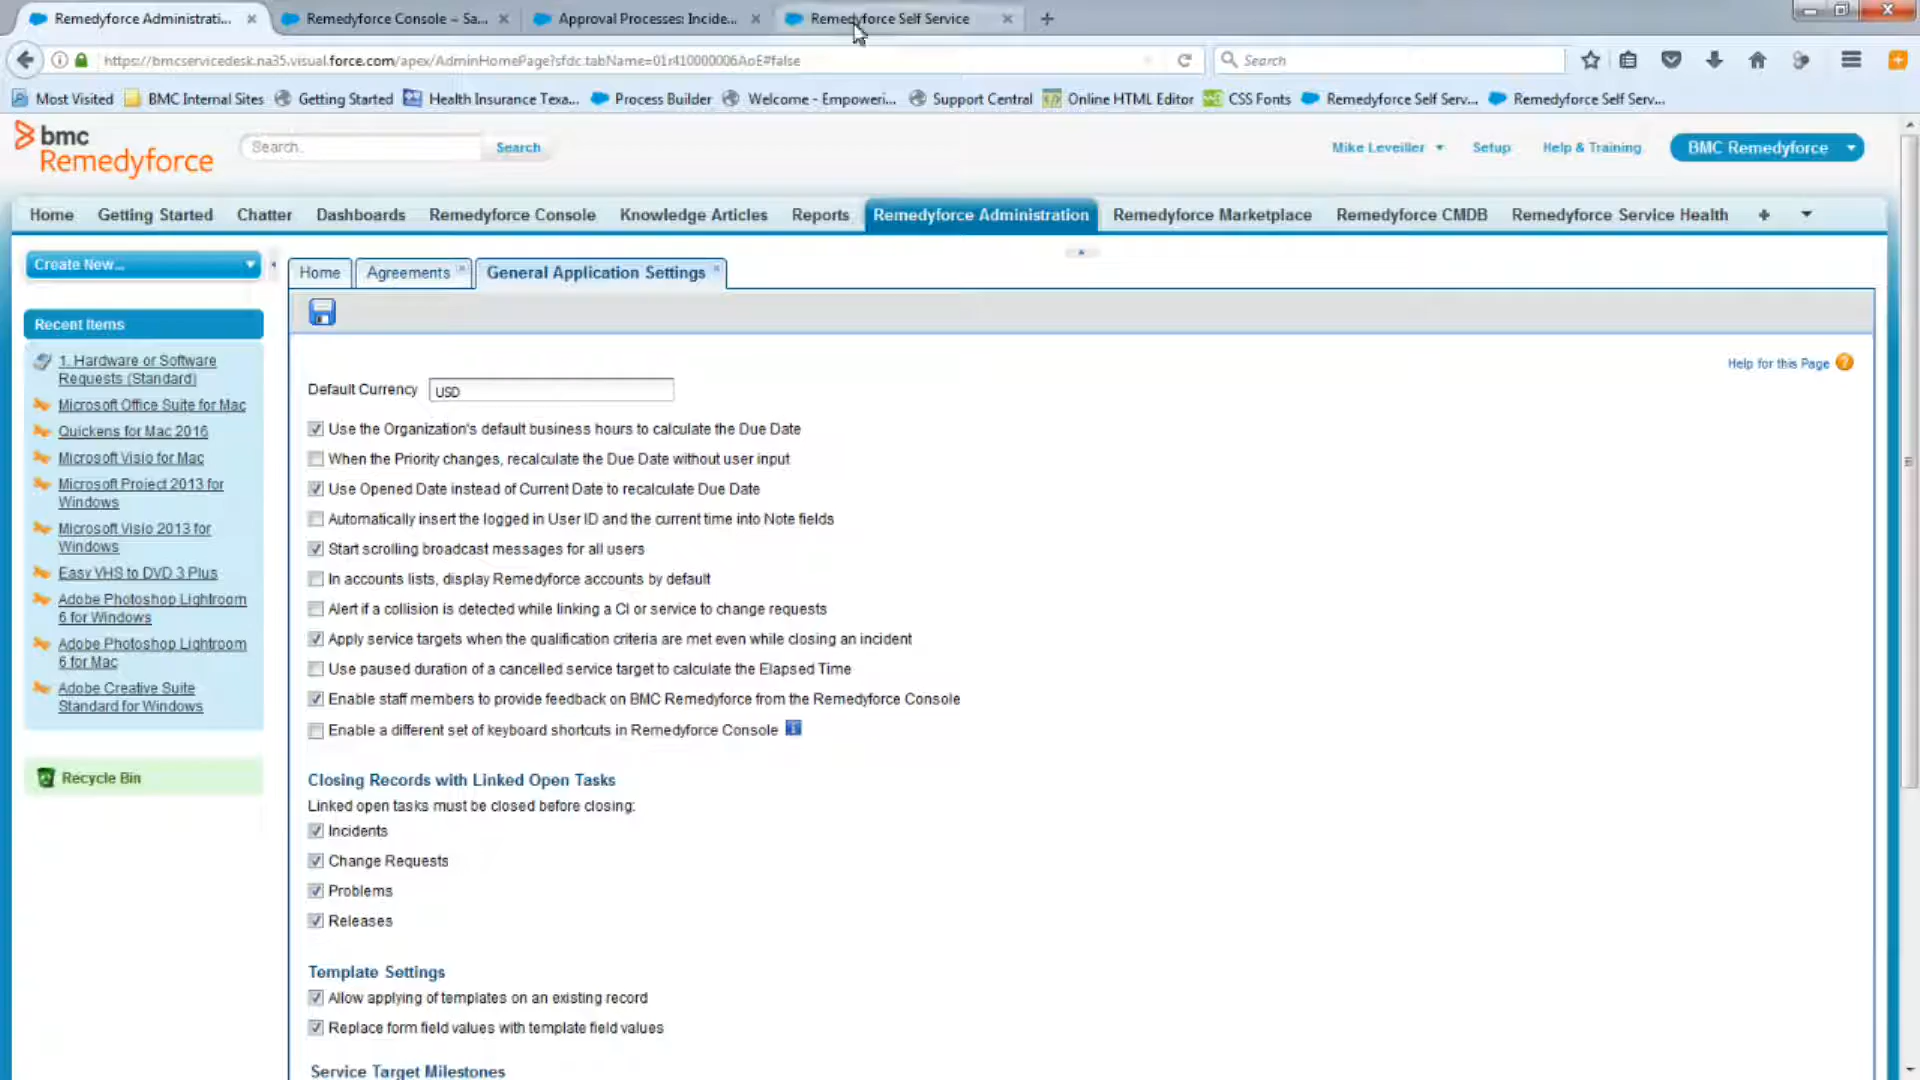 Remedyforce Administrati...
Remedyforce Console – Sa...
Approval Processes: Incide...
Remedyforce Self Service
https://bmcservicedesk.na35.visual.force.com/apex/AdminHomePage?sfdc.tabName=01r410000006AoE#false
Search
Most Visited
BMC Internal Sites
Getting Started
Health Insurance Texa...
Process Builder
Welcome - Empoweri...
Support Central
Online HTML Editor
CSS Fonts
Remedyforce Self Serv...
Remedyforce Self Serv...
bmc
Remedyforce
Search...
Search
Mike Leveiller
Setup
Help & Training
BMC Remedyforce
Home
Getting Started
Chatter
Dashboards
Remedyforce Console
Knowledge Articles
Reports
Remedyforce Administration
Remedyforce Marketplace
Remedyforce CMDB
Remedyforce Service Health
Create New...
Home
Agreements
General Application Settings
Recent Items
1. Hardware or Software
Requests (Standard)
Microsoft Office Suite for Mac
Quickens for Mac 2016
Microsoft Visio for Mac
Microsoft Project 2013 for
Windows
Microsoft Visio 2013 for
Windows
Easy VHS to DVD 3 Plus
Adobe Photoshop Lightroom
6 for Windows
Adobe Photoshop Lightroom
6 for Mac
Adobe Creative Suite
Standard for Windows
Recycle Bin
Help for this Page
Default Currency
USD
Use the Organization's default business hours to calculate the Due Date
When the Priority changes, recalculate the Due Date without user input
Use Opened Date instead of Current Date to recalculate Due Date
Automatically insert the logged in User ID and the current time into Note fields
Start scrolling broadcast messages for all users
In accounts lists, display Remedyforce accounts by default
Alert if a collision is detected while linking a CI or service to change requests
Apply service targets when the qualification criteria are met even while closing an incident
Use paused duration of a cancelled service target to calculate the Elapsed Time
Enable staff members to provide feedback on BMC Remedyforce from the Remedyforce Console
Enable a different set of keyboard shortcuts in Remedyforce Console
Closing Records with Linked Open Tasks
Linked open tasks must be closed before closing:
Incidents
Change Requests
Problems
Releases
Template Settings
Allow applying of templates on an existing record
Replace form field values with template field values
Service Target Milestones